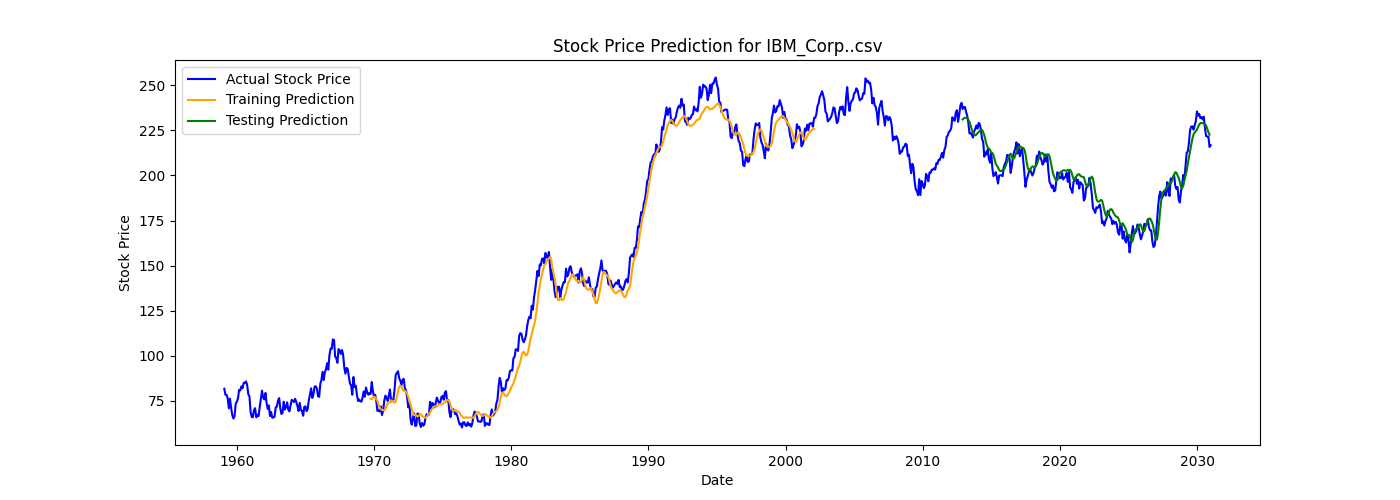 Stock Price Prediction for IBM_Corp..csv
Actual Stock Price
Training Prediction
Testing Prediction
Stock Price
250
225
200
175
150
125
100
75
1960 1970 1980 1990 2000 2010 2020 2030
Date